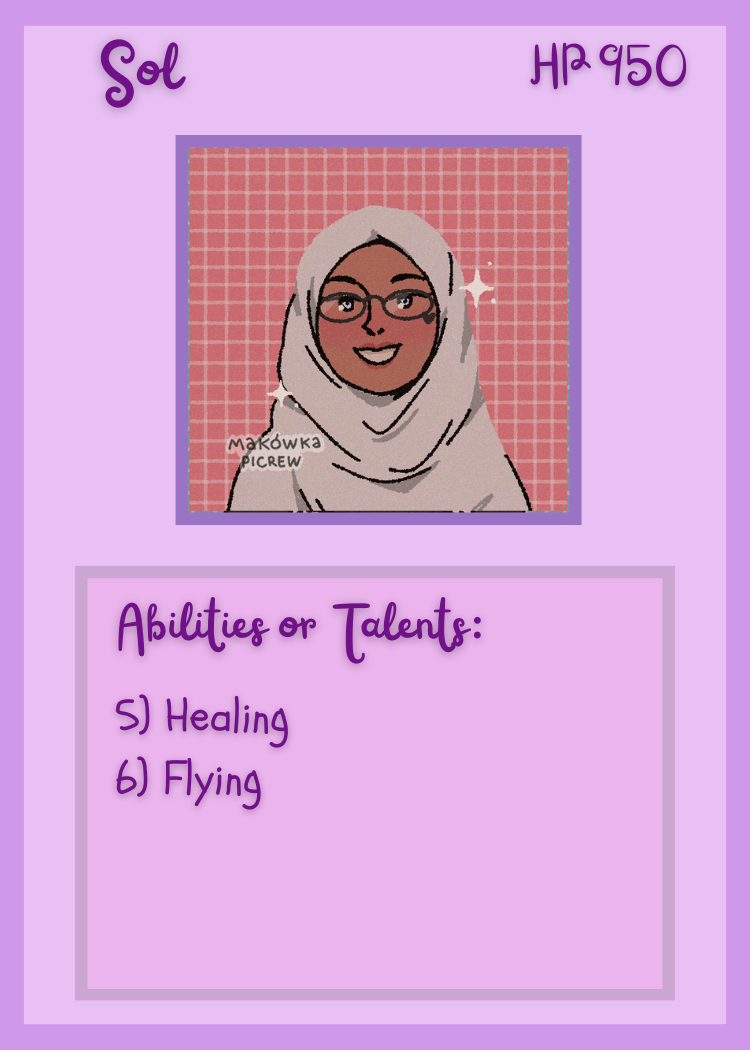 Sol
HP 950
makówka
PICREW
Abilities or Talents:
5) Healing
6) Flying